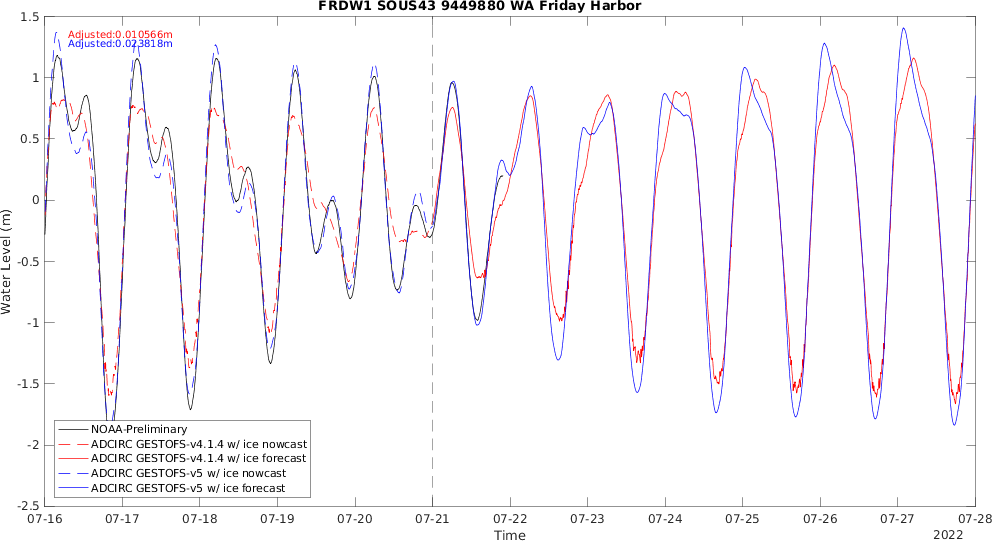 FRDW1 SOUS43 9449880 WA Friday Harbor
Adjusted:0.010566m
Adjusted:0.023818m
1.5
1
0.5
0
-0.5
-1
-1.5
-2
-2.5
Water Level (m)
NOAA-Preliminary
ADCIRC GESTOFS-v4.1.4 w/ ice nowcast
ADCIRC GESTOFS-v4.1.4 w/ ice forecast
ADCIRC GESTOFS-v5 w/ ice nowcast
ADCIRC GESTOFS-v5 w/ ice forecast
07-16 07-17 07-18 07-19 07-20 07-21 07-22 07-23 07-24 07-25 07-26 07-27 07-28
Time
2022